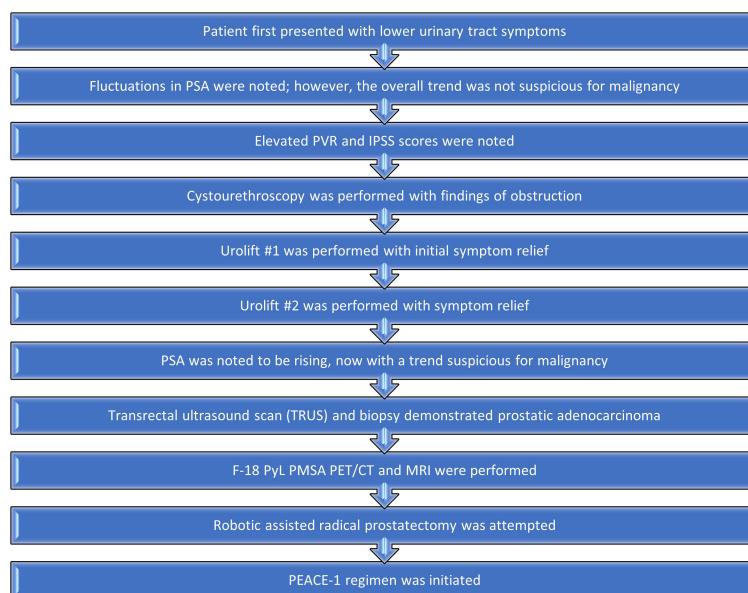 Patient first presented with lower urinary tract symptoms
Fluctuations in PSA were noted; however, the overall trend was not suspicious for malignancy
Elevated PVR and IPSS scores were noted
Cystourethroscopy was performed with findings of obstruction
Urolift #1 was performed with initial symptom relief
Urolift #2 was performed with symptom relief
PSA was noted to be rising, now with a trend suspicious for malignancy
Transrectal ultrasound scan (TRUS) and biopsy demonstrated prostatic adenocarcinoma
F-18 PyL PMSA PET/CT and MRI were performed
Robotic assisted radical prostatectomy was attempted
PEACE-1 regimen was initiated